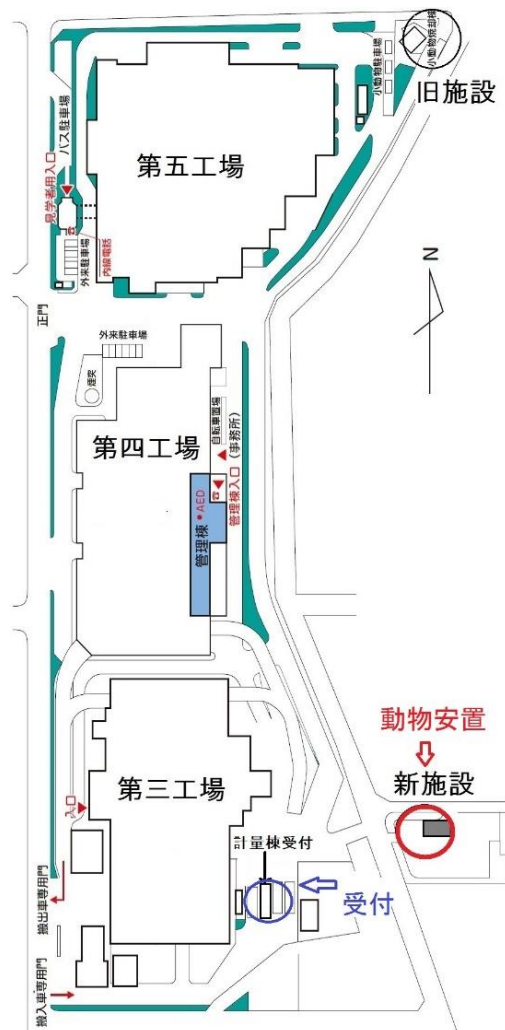 小動物焼却棟
旧施設
小動物駐車場
バス駐車場
第五工場
見学者用入口
内線電話
外来駐車場
N
正門
外来駐車場
煙突
第四工場
自転車置場
管理棟入口(事務所)
AED
管理棟
動物安置
新施設
第三工場
入口
計量棟受付
受付
搬出車専用門
搬入車専用門